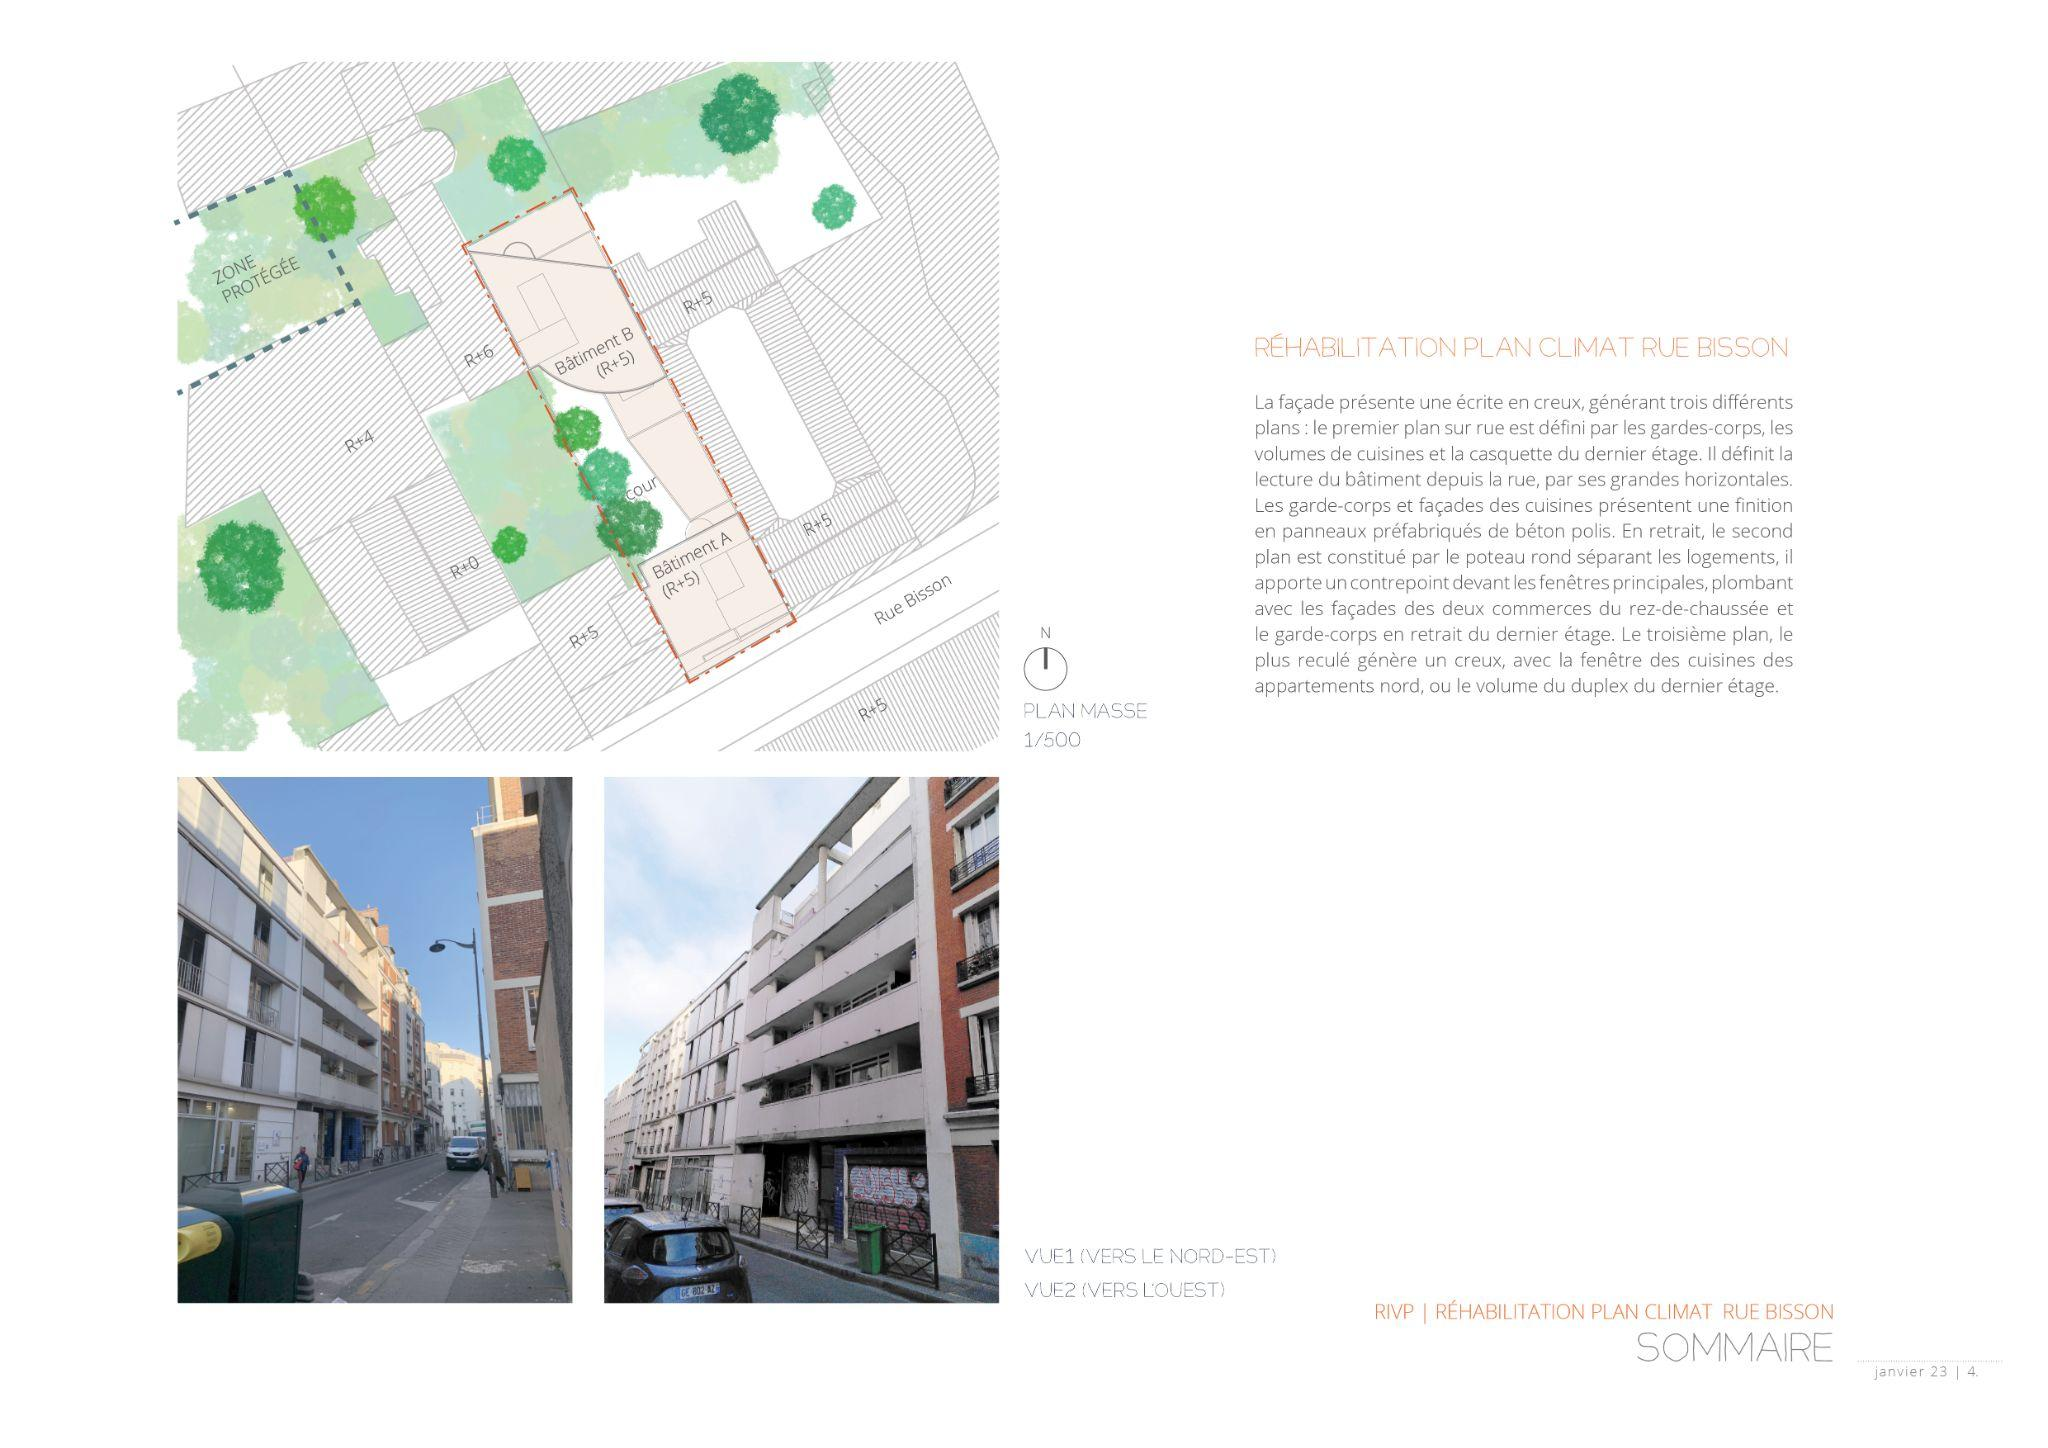 ZONE
PROTÉGÉE
R+6
R+4
R+0
R+5
R+5
R+5
R+5
Bâtiment B
(R+5)
cour
Bâtiment A
(R+5)
Rue Bisson
N
PLAN MASSE
1/500
RÉHABILITATION PLAN CLIMAT RUE BISSON
La façade présente une écrite en creux, générant trois différents
plans : le premier plan sur rue est défini par les gardes-corps, les
volumes de cuisines et la casquette du dernier étage. Il définit la
lecture du bâtiment depuis la rue, par ses grandes horizontales.
Les garde-corps et façades des cuisines présentent une finition
en panneaux préfabriqués de béton polis. En retrait, le second
plan est constitué par le poteau rond séparant les logements, il
apporte un contrepoint devant les fenêtres principales, plombant
avec les façades des deux commerces du rez-de-chaussée et
le garde-corps en retrait du dernier étage. Le troisième plan, le
plus reculé génère un creux, avec la fenêtre des cuisines des
appartements nord, ou le volume du duplex du dernier étage.
VUE1 (VERS LE NORD-EST)
VUE2 (VERS L'OUEST)
RIVP | RÉHABILITATION PLAN CLIMAT RUE BISSON
SOMMAIRE
janvier 23 | 4.